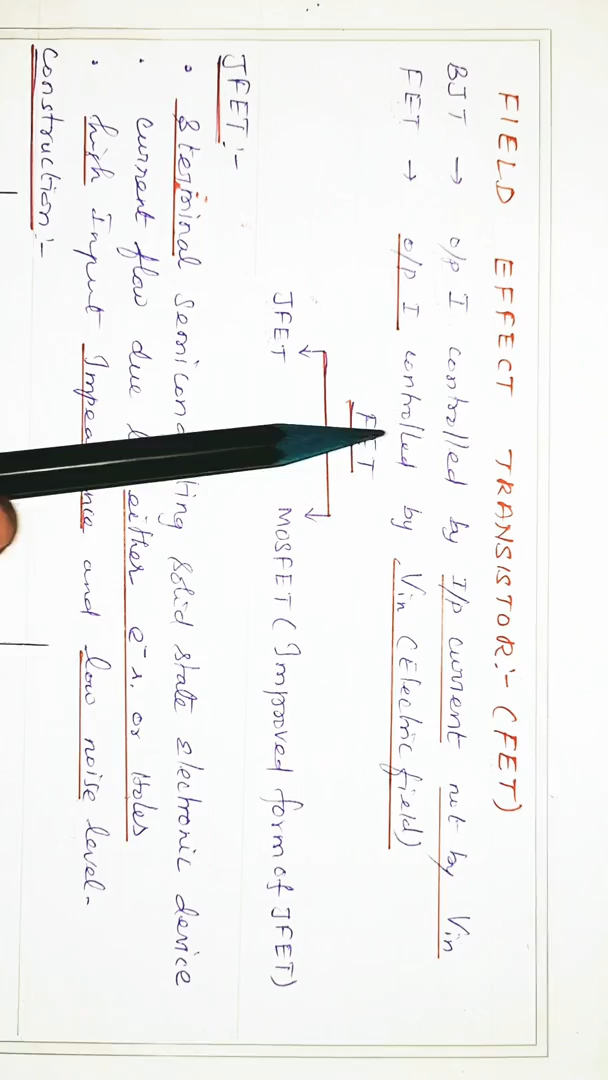 FIELD EFFECT TRANSISTOR:- (FET)
BJT → o/p I controlled by I/p current not by Vin
FET → o/p I controlled by Vin (Electric field)
FET
JFET MOSFET (Improved form of JFET)
JFET:-
• 3 terminal semicon ting solid state electronic device
• current flow due either e⁻s. or Holes
• high Input Impe nce and low noise level.
construction:-